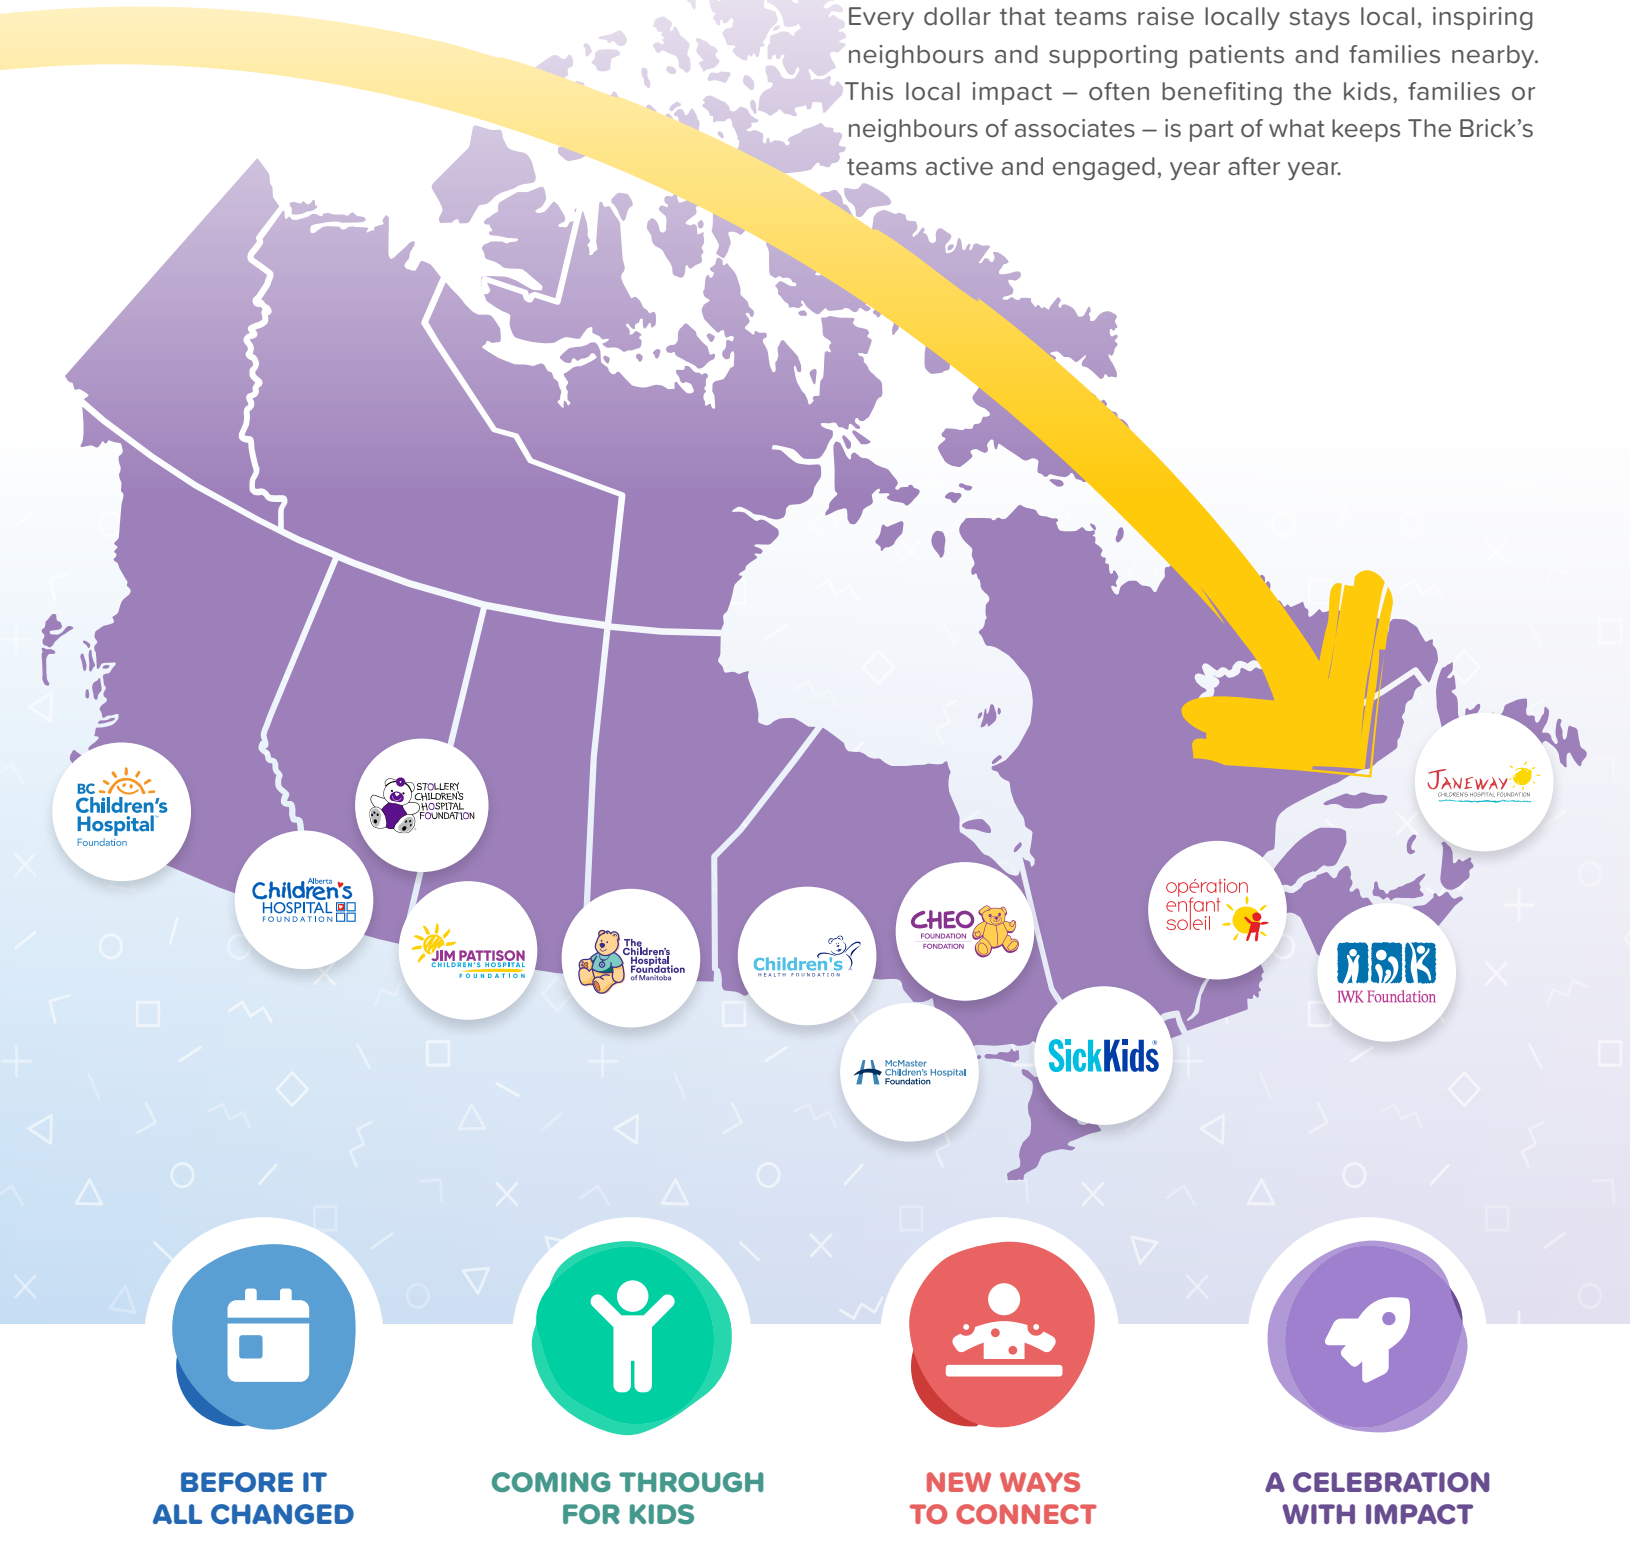 Every dollar that teams raise locally stays local, inspiring
neighbours and supporting patients and families nearby.
This local impact – often benefiting the kids, families or
neighbours of associates – is part of what keeps The Brick’s
teams active and engaged, year after year.
BC
Children's
Hospital
Foundation
STOLLERY
CHILDREN'S
HOSPITAL
FOUNDATION
JANEWAY
CHILDREN'S HOSPITAL FOUNDATION
Alberta
Children's
HOSPITAL
FOUNDATION
JIM PATTISON
CHILDREN'S HOSPITAL
FOUNDATION
The
Children's
Hospital
Foundation
of Manitoba
Children's
HEALTH FOUNDATION
CHEO
FOUNDATION
FONDATION
opération
enfant
soleil
IWK Foundation
McMaster
Children's Hospital
Foundation
SickKids®
BEFORE IT
ALL CHANGED
COMING THROUGH
FOR KIDS
NEW WAYS
TO CONNECT
A CELEBRATION
WITH IMPACT